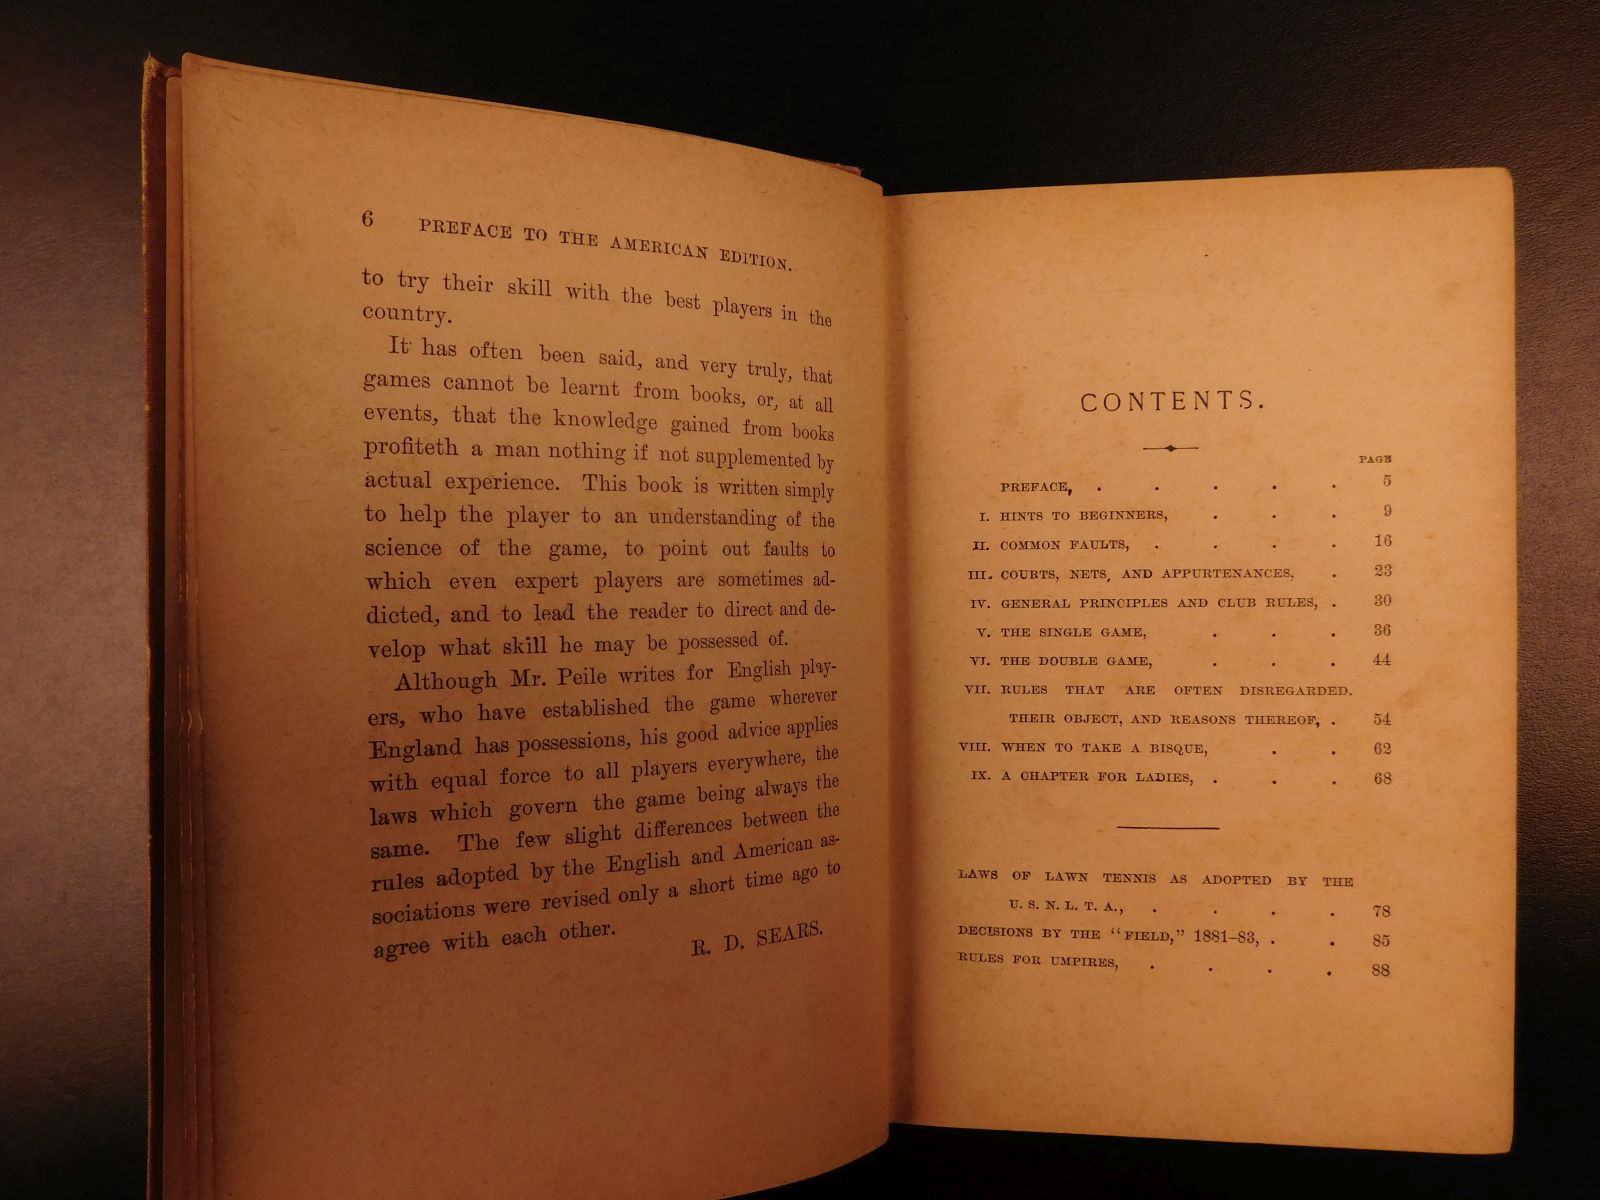 6 PREFACE TO THE AMERICAN EDITION.
to try their skill with the best players in the
country.
It has often been said, and very truly, that
games cannot be learnt from books, or, at all
events, that the knowledge gained from books
profiteth a man nothing if not supplemented by
actual experience. This book is written simply
to help the player to an understanding of the
science of the game, to point out faults to
which even expert players are sometimes ad-
dicted, and to lead the reader to direct and de-
velop what skill he may be possessed of.
Although Mr. Peile writes for English play-
ers, who have established the game wherever
England has possessions, his good advice applies
with equal force to all players everywhere, the
laws which govern the game being always the
same. The few slight differences between the
rules adopted by the English and American as-
sociations were revised only a short time ago to
agree with each other.
R. D. SEARS.
CONTENTS.
PAGE
PREFACE, . . . . . 5
I. HINTS TO BEGINNERS, . . . 9
II. COMMON FAULTS, . . . . 16
III. COURTS, NETS, AND APPURTENANCES, . 23
IV. GENERAL PRINCIPLES AND CLUB RULES, . 30
V. THE SINGLE GAME, . . . 36
VI. THE DOUBLE GAME, . . . 44
VII. RULES THAT ARE OFTEN DISREGARDED.
THEIR OBJECT, AND REASONS THEREOF, . 54
VIII. WHEN TO TAKE A BISQUE, . . 62
IX. A CHAPTER FOR LADIES, . . . 68
LAWS OF LAWN TENNIS AS ADOPTED BY THE
U. S. N. L. T. A., . . . . 78
DECISIONS BY THE "FIELD," 1881-83, . . 85
RULES FOR UMPIRES, . . . . 88